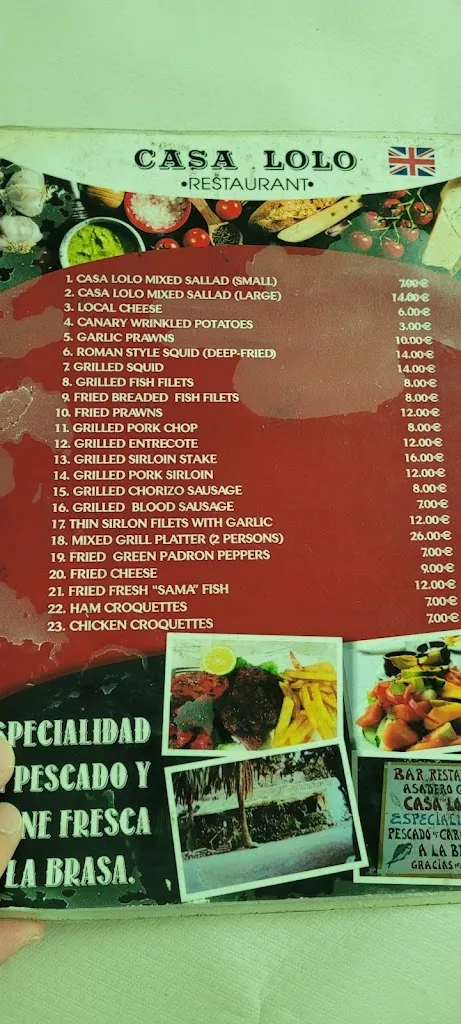 CASA LOLO
•RESTAURANT•
1. CASA LOLO MIXED SALLAD (SMALL) 7.00 €
2. CASA LOLO MIXED SALLAD (LARGE) 14.00 €
3. LOCAL CHEESE 6.00 €
4. CANARY WRINKLED POTATOES 3.00 €
5. GARLIC PRAWNS 10.00 €
6. ROMAN STYLE SQUID (DEEP-FRIED) 14.00 €
7. GRILLED SQUID 14.00 €
8. GRILLED FISH FILETS 8.00 €
9. FRIED BREADED FISH FILETS 8.00 €
10. FRIED PRAWNS 12.00 €
11. GRILLED PORK CHOP 8.00 €
12. GRILLED ENTRECOTE 12.00 €
13. GRILLED SIRLOIN STAKE 16.00 €
14. GRILLED PORK SIRLOIN 12.00 €
15. GRILLED CHORIZO SAUSAGE 8.00 €
16. GRILLED BLOOD SAUSAGE 7.00 €
17. THIN SIRLON FILETS WITH GARLIC 12.00 €
18. MIXED GRILL PLATTER (2 PERSONS) 26.00 €
19. FRIED GREEN PADRON PEPPERS 7.00 €
20. FRIED CHEESE 9.00 €
21. FRIED FRESH "SAMA" FISH 12.00 €
22. HAM CROQUETTES 7.00 €
23. CHICKEN CROQUETTES 7.00 €
SPECIALIDAD
PESCADO Y
NE FRESCA
LA BRASA.
BAR RESTA
ASADERO
CASA LO
ESPECIALI
PESCADO Y CAR
A LA B
GRACIAS